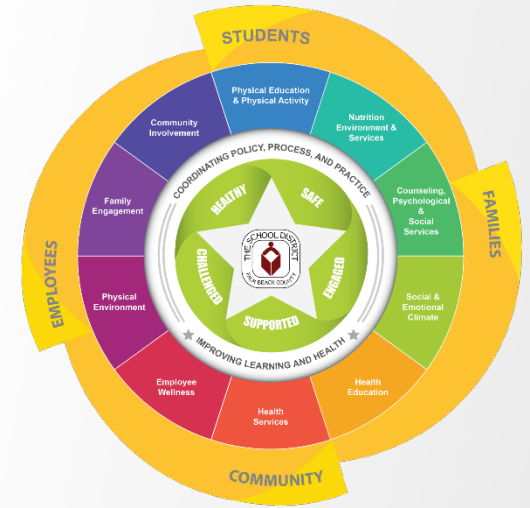 STUDENTS
FAMILIES
COMMUNITY
EMPLOYEES
Physical Education
& Physical Activity
Nutrition
Environment &
Services
Counseling,
Psychological
&
Social
Services
Social &
Emotional
Climate
Health
Education
Health
Services
Employee
Wellness
Physical
Environment
Family
Engagement
Community
Involvement
COORDINATING POLICY, PROCESS, AND PRACTICE
IMPROVING LEARNING AND HEALTH
HEALTHY
SAFE
ENGAGED
SUPPORTED
CHALLENGED
THE SCHOOL DISTRICT
PALM BEACH COUNTY